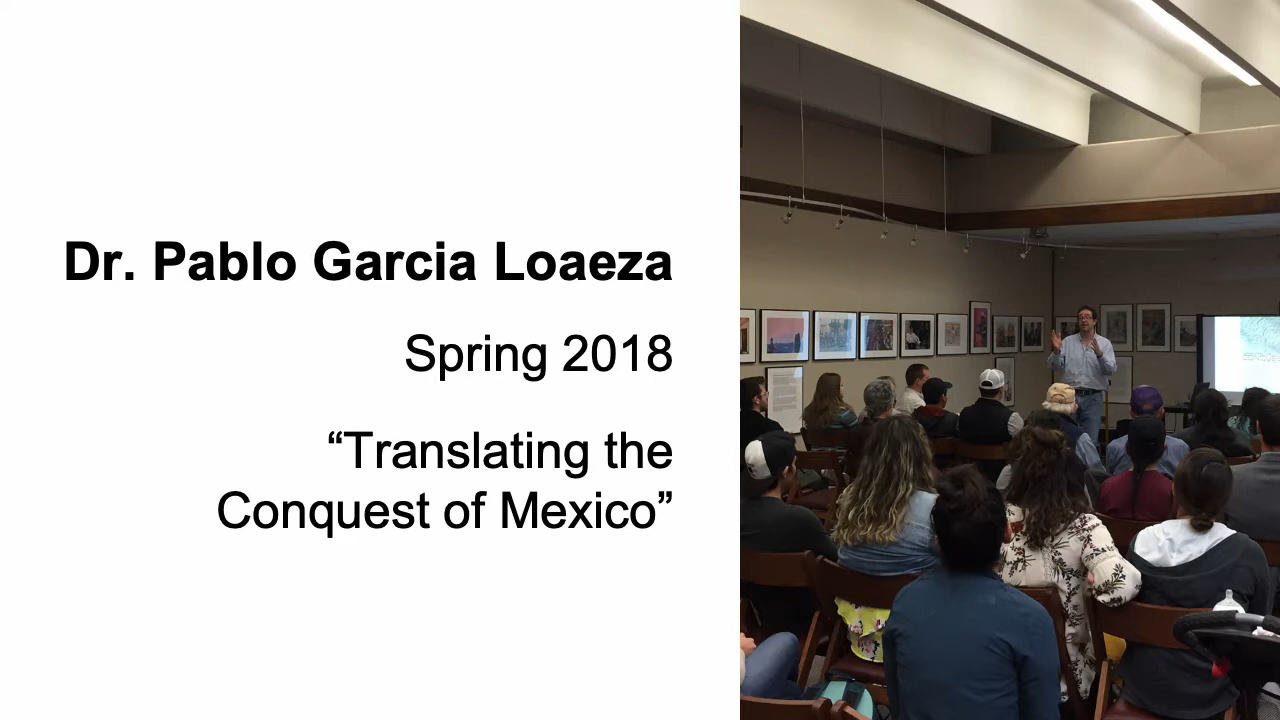 Dr. Pablo Garcia Loaeza
Spring 2018
“Translating the
Conquest of Mexico”